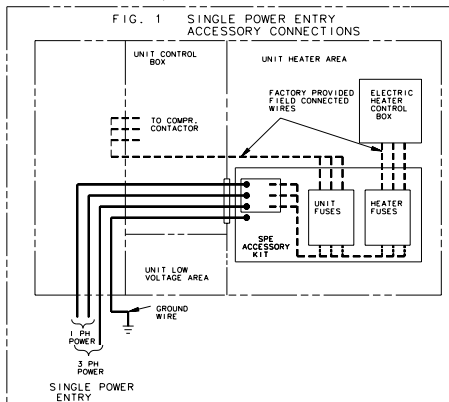 FIG. 1 SINGLE POWER ENTRY
ACCESSORY CONNECTIONS
UNIT CONTROL
BOX
UNIT HEATER AREA
FACTORY PROVIDED
FIELD CONNECTED
WIRES
ELECTRIC
HEATER
CONTROL
BOX
TO COMPR.
CONTACTOR
UNIT
FUSES
HEATER
FUSES
SPE
ACCESSORY
KIT
UNIT LOW
VOLTAGE AREA
GROUND
WIRE
1 PH
POWER
3 PH
POWER
SINGLE POWER
ENTRY